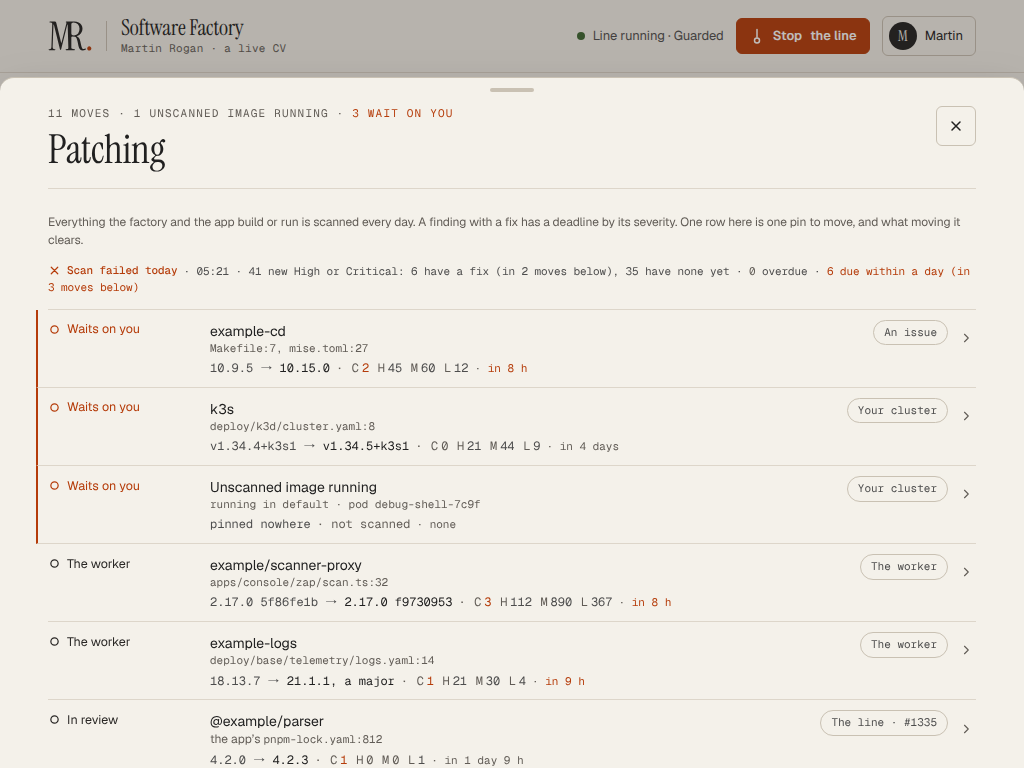 MR.
Software Factory
Martin Rogan · a live CV
Line running · Guarded
Stop the line
M
Martin
11 MOVES · 1 UNSCANNED IMAGE RUNNING · 3 WAIT ON YOU
Patching
Everything the factory and the app build or run is scanned every day. A finding with a fix has a deadline by its severity. One row here is one pin to move, and what moving it
clears.
Scan failed today · 05:21 · 41 new High or Critical: 6 have a fix (in 2 moves below), 35 have none yet · 0 overdue · 6 due within a day (in
3 moves below)
Waits on you
example-cd
An issue
Makefile:7, mise.toml:27
10.9.5 → 10.15.0 · C 2 H 45 M 60 L 12 · in 8 h
Waits on you
k3s
Your cluster
deploy/k3d/cluster.yaml:8
v1.34.4+k3s1 → v1.34.5+k3s1 · C 0 H 21 M 44 L 9 · in 4 days
Waits on you
Unscanned image running
Your cluster
running in default · pod debug-shell-7c9f
pinned nowhere · not scanned · none
The worker
example/scanner-proxy
The worker
apps/console/zap/scan.ts:32
2.17.0 5f86fe1b → 2.17.0 f9730953 · C 3 H 112 M 890 L 367 · in 8 h
The worker
example-logs
The worker
deploy/base/telemetry/logs.yaml:14
18.13.7 → 21.1.1, a major · C 1 H 21 M 30 L 4 · in 9 h
In review
@example/parser
The line · #1335
the app's pnpm-lock.yaml:812
4.2.0 → 4.2.3 · C 1 H 0 M 0 L 1 · in 1 day 9 h